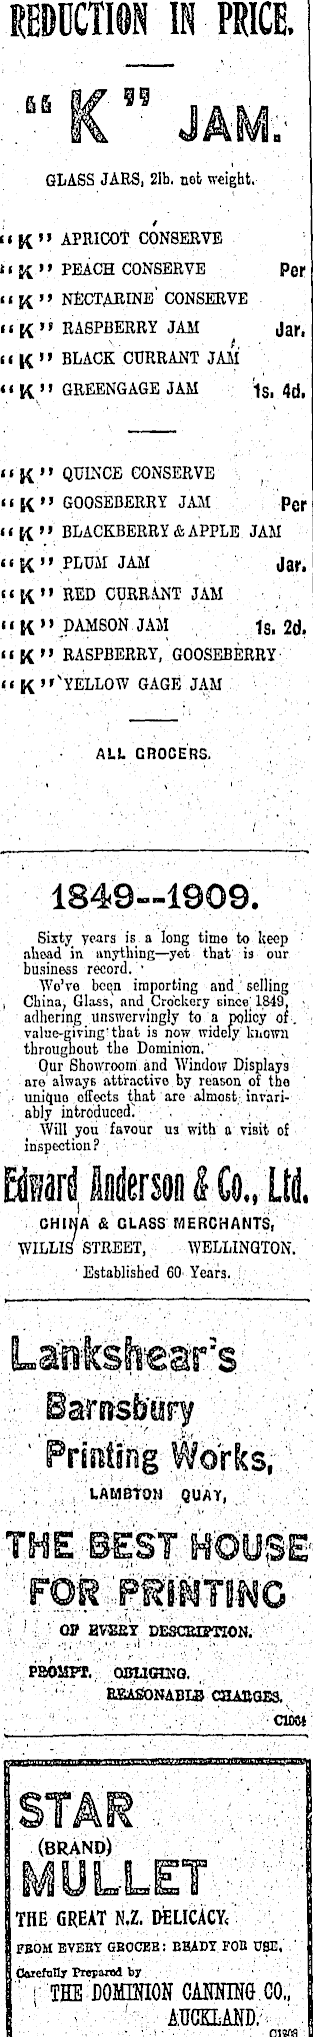 REDUCTION IN PRICE.
"K" JAM.
GLASS JARS, 2lb. net weight.
"K" APRICOT CONSERVE
"K" PEACH CONSERVE Per
"K" NECTARINE CONSERVE
"K" RASPBERRY JAM Jar.
"K" BLACK CURRANT JAM
"K" GREENGAGE JAM 1s. 4d.
"K" QUINCE CONSERVE
"K" GOOSEBERRY JAM Per
"K" BLACKBERRY & APPLE JAM
"K" PLUM JAM Jar.
"K" RED CURRANT JAM
"K" DAMSON JAM 1s. 2d.
"K" RASPBERRY, GOOSEBERRY
"K" YELLOW GAGE JAM
ALL GROCERS.
1849--1909.
Sixty years is a long time to keep
ahead in anything—yet that is our
business record.
We've been importing and selling
China, Glass, and Crockery since 1849,
adhering unswervingly to a policy of
value-giving that is now widely known
throughout the Dominion.
Our Showroom and Window Displays
are always attractive by reason of the
unique effects that are almost invari-
ably introduced.
Will you favour us with a visit of
inspection?
Edward Anderson & Co., Ltd.
CHINA & GLASS MERCHANTS,
WILLIS STREET, WELLINGTON.
Established 60 Years.
Lankshear's
Barnsbury
Printing Works,
LAMBTON QUAY,
THE BEST HOUSE
FOR PRINTING
OF EVERY DESCRIPTION.
PROMPT. OBLIGING.
REASONABLE CHARGES.
C1064
STAR
(BRAND)
MULLET
THE GREAT N.Z. DELICACY.
FROM EVERY GROCER: READY FOR USE.
Carefully Prepared by
THE DOMINION CANNING CO.,
AUCKLAND.